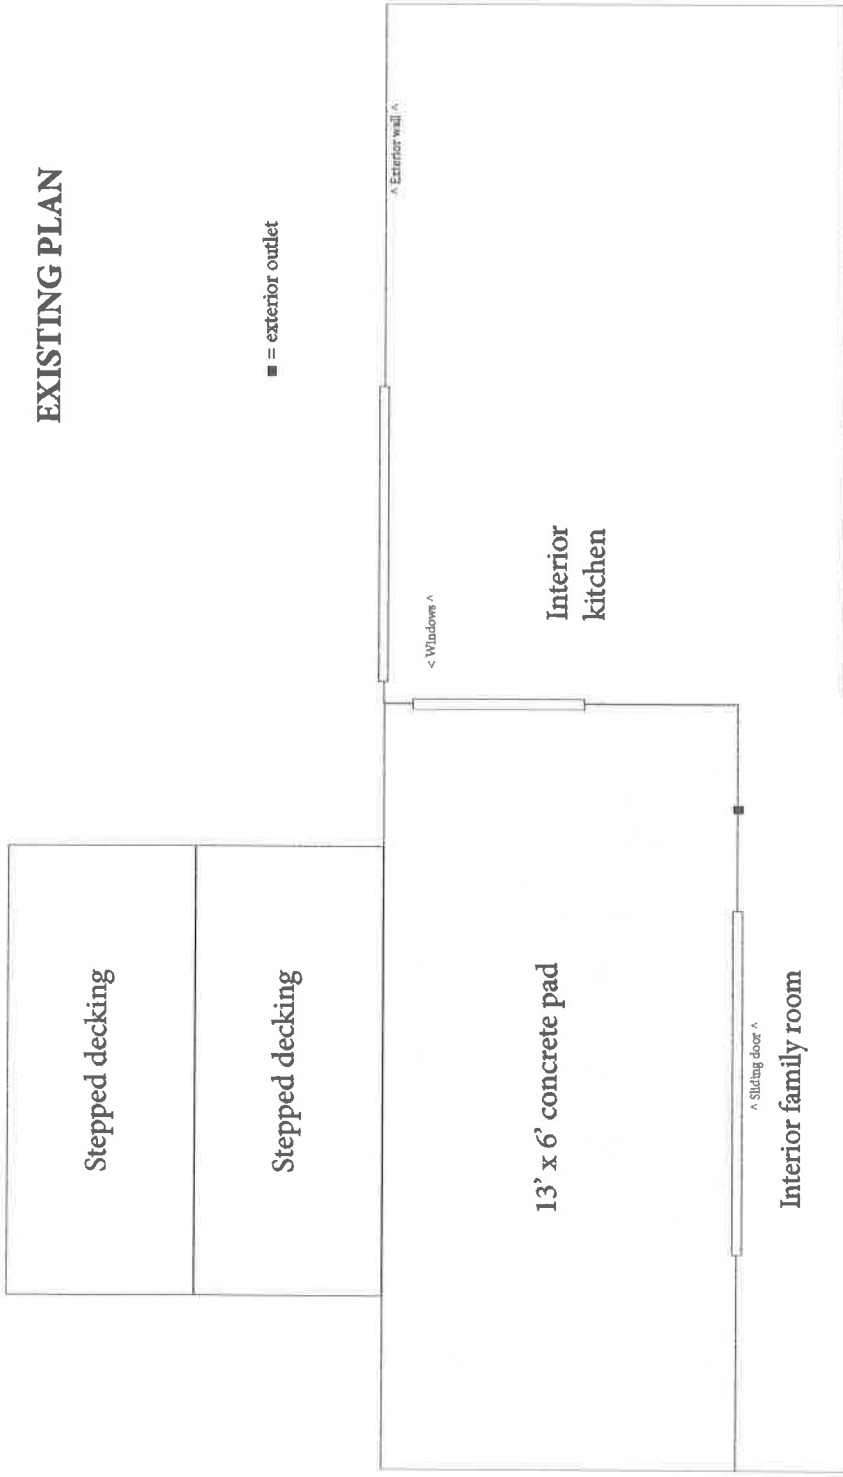 EXISTING PLAN
■ = exterior outlet
^ Exterior wall ^
< Windows ^
Interior
kitchen
Stepped decking
Stepped decking
13' x 6' concrete pad
^ Sliding door ^
Interior family room